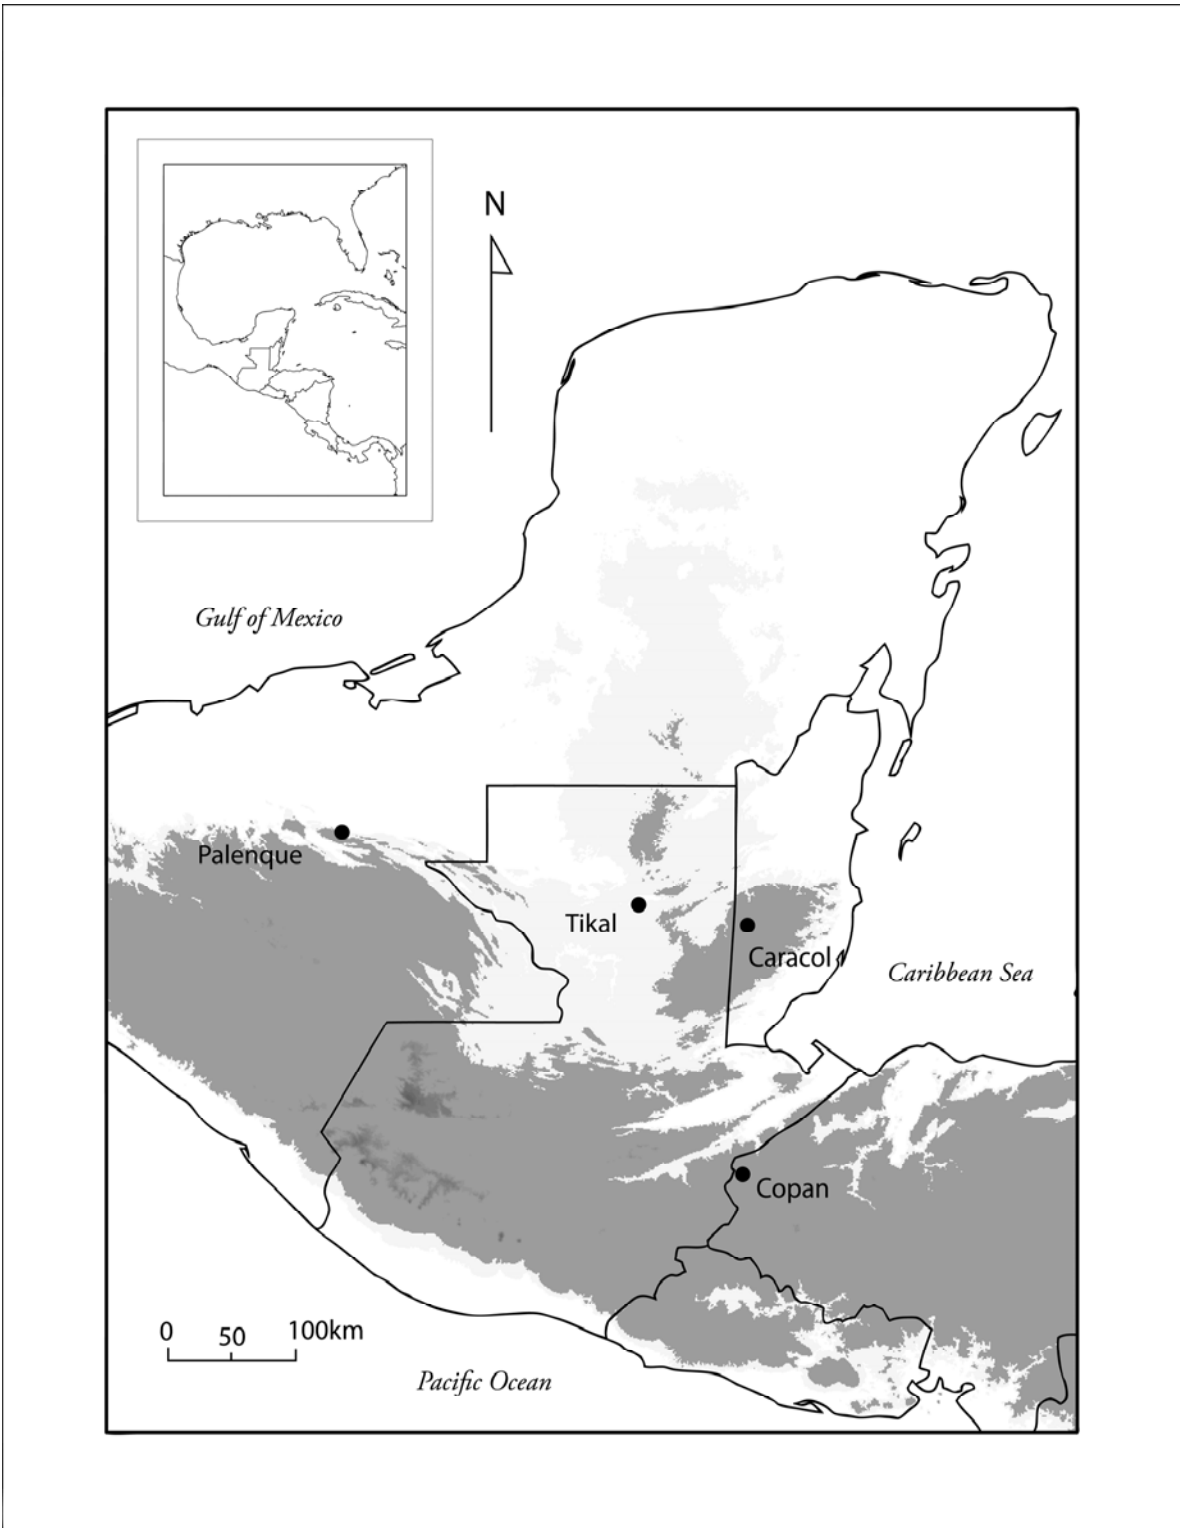 N
Gulf of Mexico
Palenque
Tikal
Caracol
Caribbean Sea
Copan
0 50 100km
Pacific Ocean